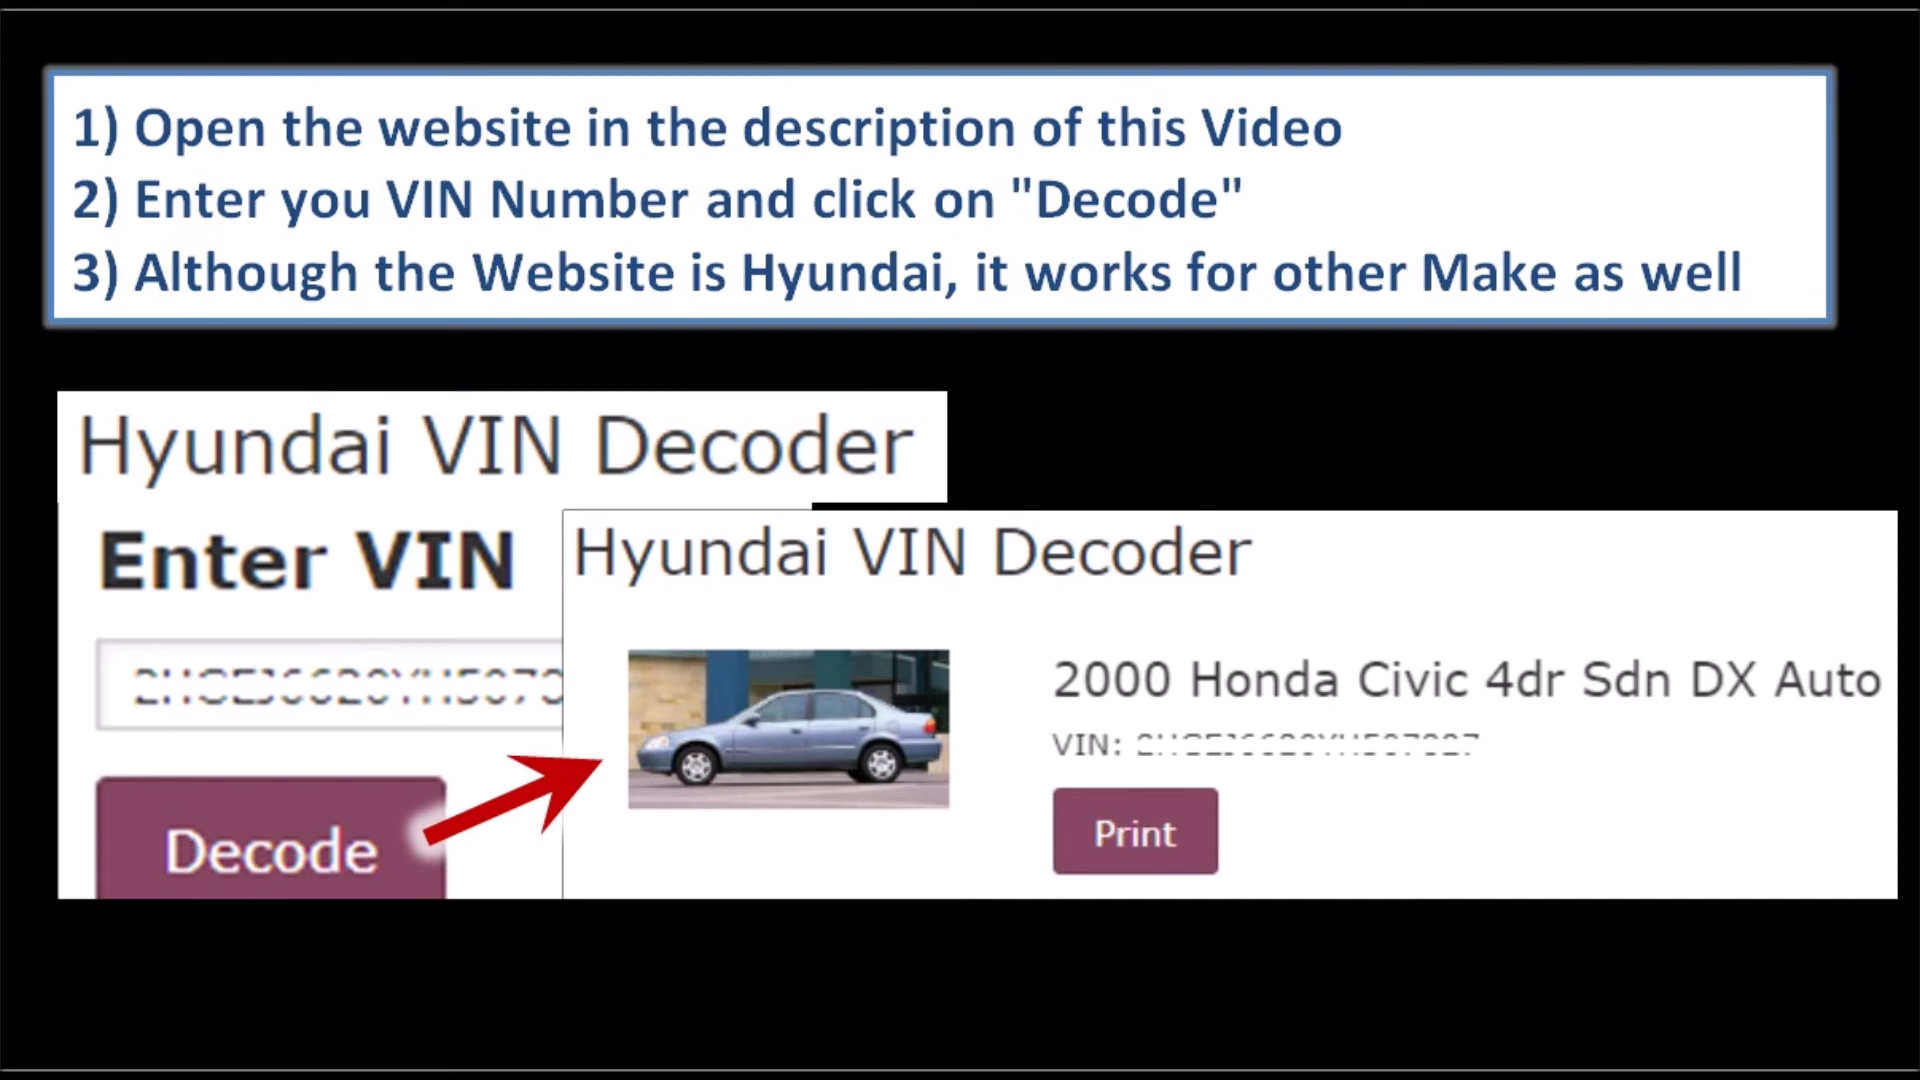 1) Open the website in the description of this Video
2) Enter you VIN Number and click on "Decode"
3) Although the Website is Hyundai, it works for other Make as well
Hyundai VIN Decoder
Enter VIN
Decode
Hyundai VIN Decoder
2000 Honda Civic 4dr Sdn DX Auto
VIN:
Print